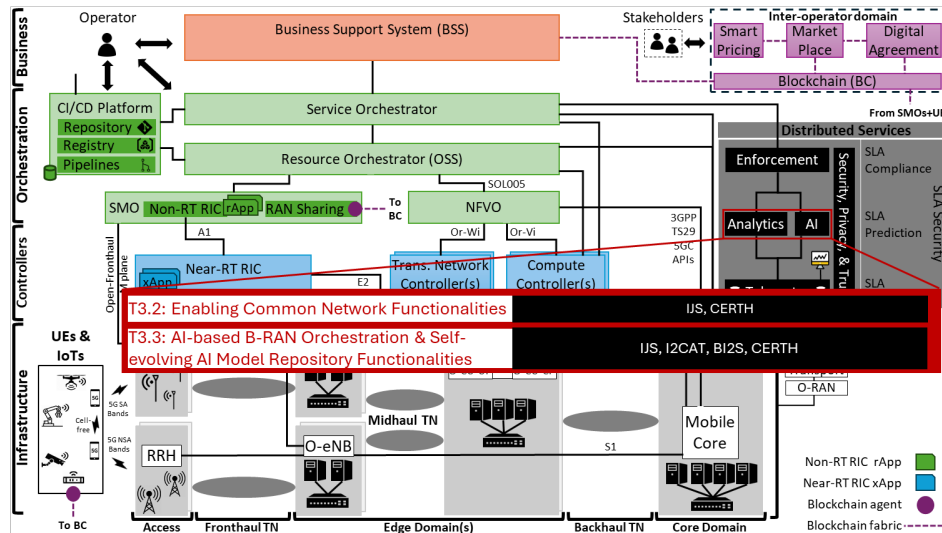 Business
Operator
Business Support System (BSS)
Stakeholders
Inter-operator domain
Smart
Pricing
Market
Place
Digital
Agreement
Blockchain (BC)
From SMOs+UE
Orchestration
CI/CD Platform
Repository
Registry
Pipelines
Service Orchestrator
Resource Orchestrator (OSS)
SOL005
SMO
Non-RT RIC
rApp
RAN Sharing
To
BC
NFVO
Distributed Services
Enforcement
SLA
Compliance
Analytics
AI
SLA
Prediction
Security, Privacy, & Tru
SLA Security
SLA
3GPP
TS29
5GC
APIs
Controllers
A1
Or-Wi
Or-Vi
Open-Fronthaul
M plane
Near-RT RIC
xApp
E2
Trans. Network
Controller(s)
Compute
Controller(s)
T3.2: Enabling Common Network Functionalities
IJS, CERTH
T3.3: AI-based B-RAN Orchestration & Self-
evolving AI Model Repository Functionalities
IJS, I2CAT, BI2S, CERTH
O-RAN
Infrastructure
UEs &
IoTs
5G
Cell-
free
5G
5G SA
Bands
5G NSA
Bands
To BC
RRH
O-eNB
Midhaul TN
S1
Mobile
Core
Access
Fronthaul TN
Edge Domain(s)
Backhaul TN
Core Domain
Non-RT RIC rApp
Near-RT RIC xApp
Blockchain agent
Blockchain fabric